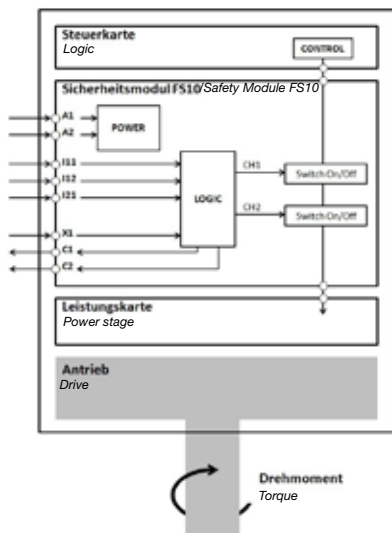 Steuerkarte
Logic
CONTROL
Sicherheitsmodul FS10/Safety Module FS10
A1
A2
POWER
I11
I12
I21
LOGIC
CH1
Switch On/Off
CH2
Switch On/Off
X1
C1
C2
Leistungskarte
Power stage
Antrieb
Drive
Drehmoment
Torque